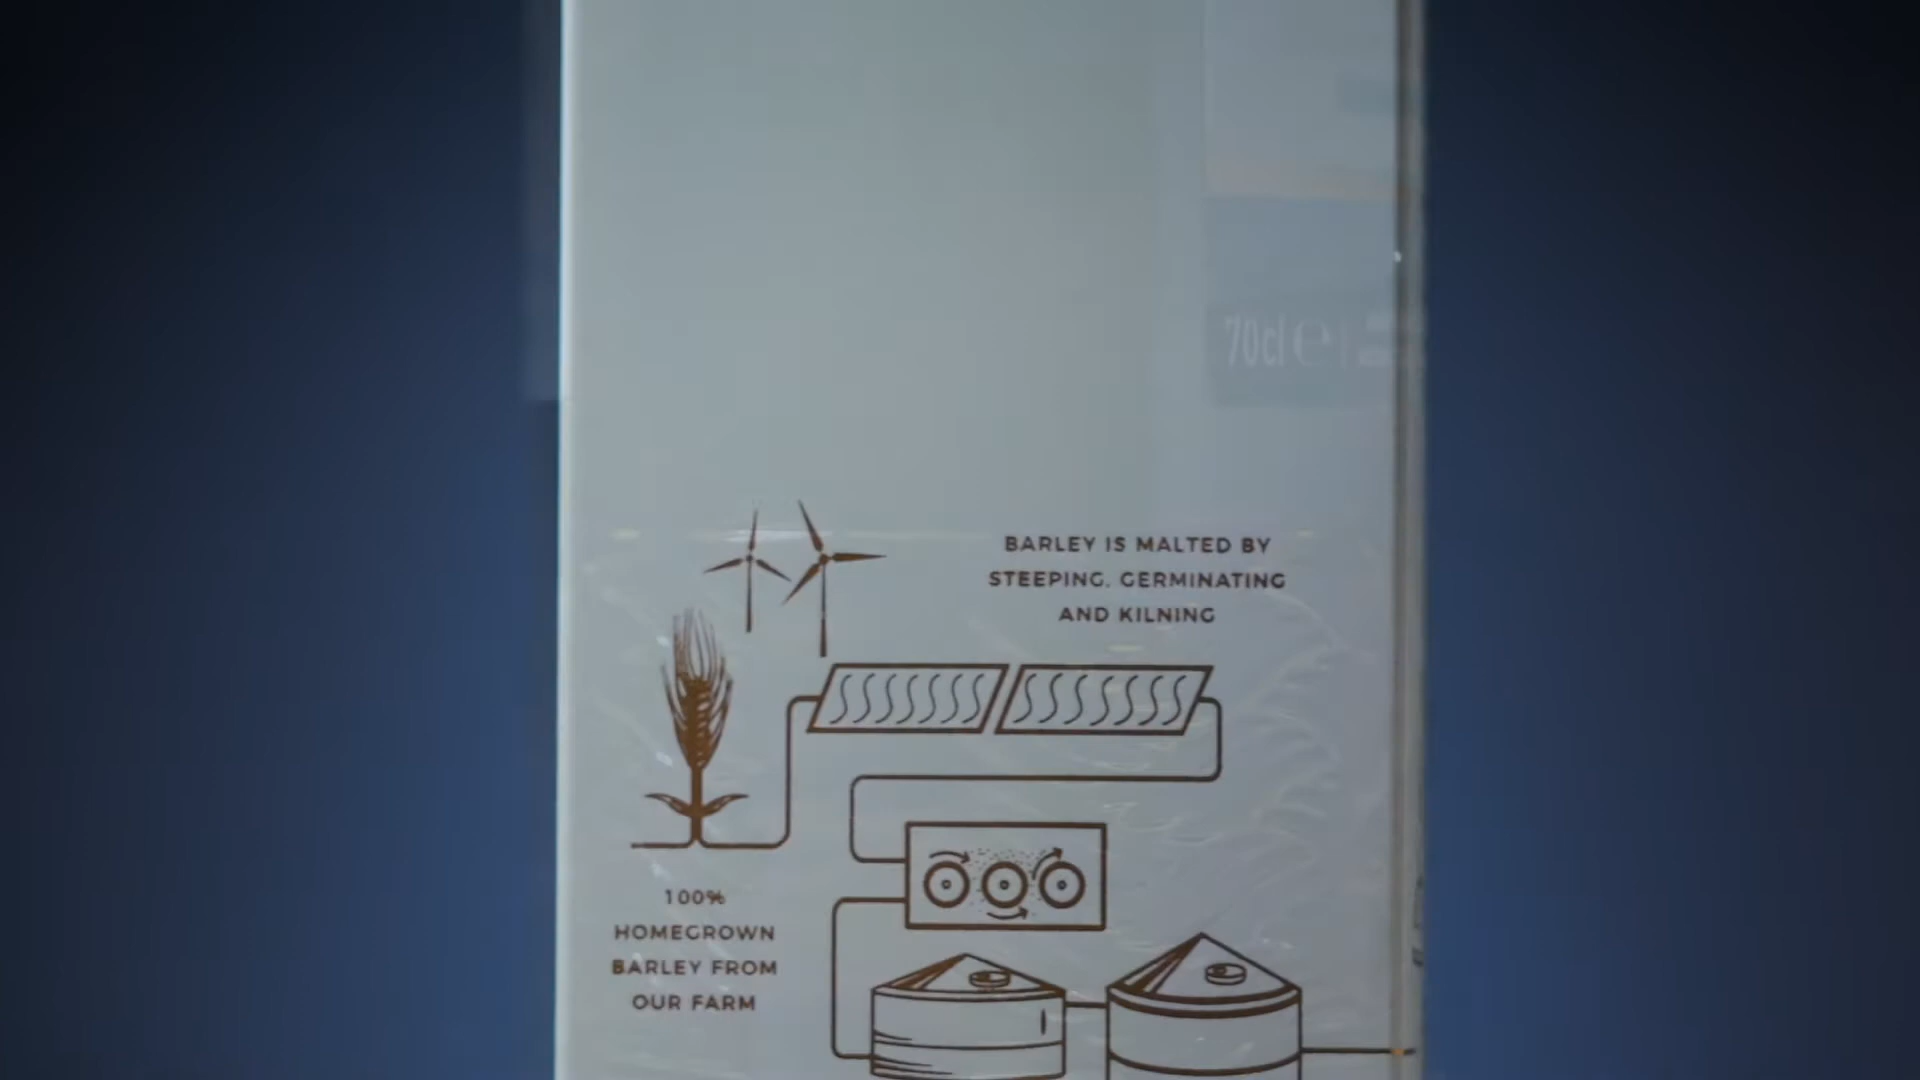 70cl e
BARLEY IS MALTED BY
STEEPING, GERMINATING
AND KILNING
100%
HOMEGROWN
BARLEY FROM
OUR FARM